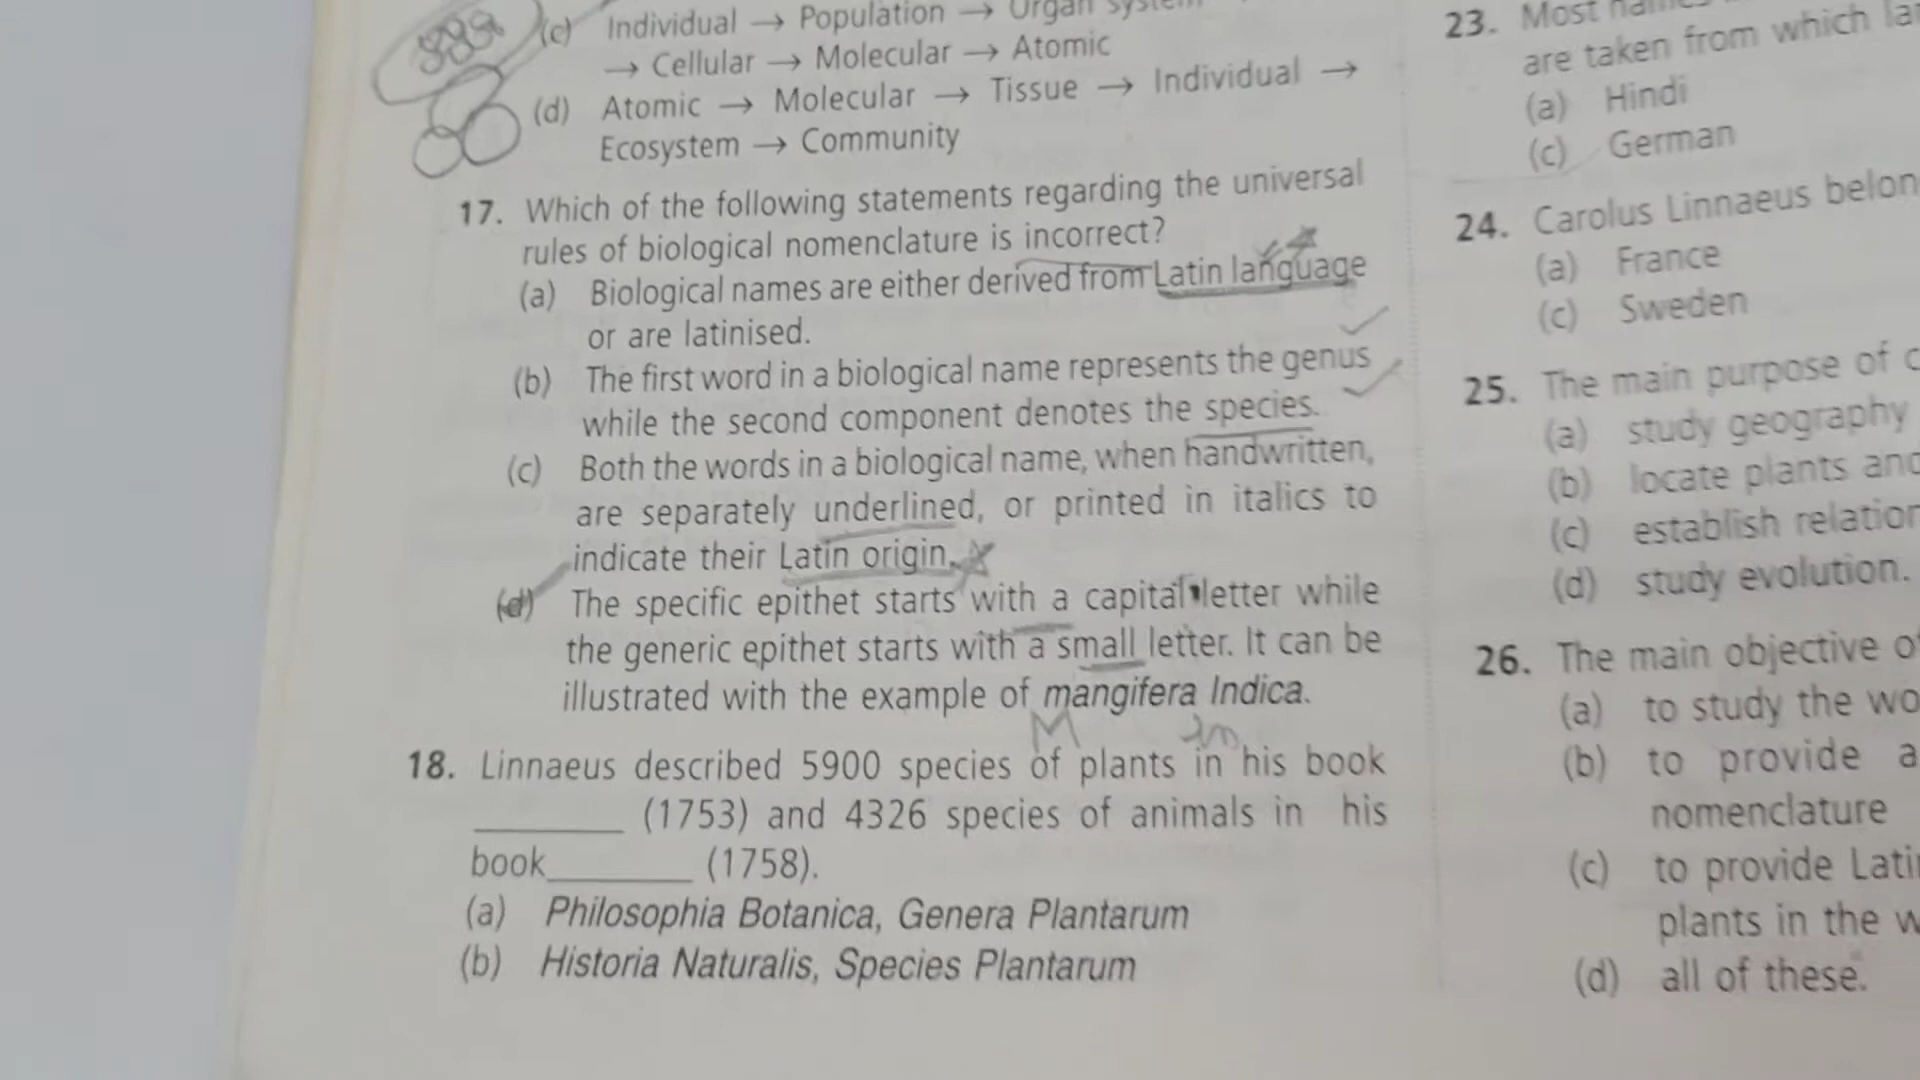 (c) Individual → Population → Organ
→ Cellular → Molecular → Atomic
(d) Atomic → Molecular → Tissue → Individual →
Ecosystem → Community
17. Which of the following statements regarding the universal
rules of biological nomenclature is incorrect?
(a) Biological names are either derived from Latin language
or are latinised.
(b) The first word in a biological name represents the genus
while the second component denotes the species.
(c) Both the words in a biological name, when handwritten,
are separately underlined, or printed in italics to
indicate their Latin origin.
(d) The specific epithet starts with a capital letter while
the generic epithet starts with a small letter. It can be
illustrated with the example of mangifera Indica.
M In
18. Linnaeus described 5900 species of plants in his book
________ (1753) and 4326 species of animals in his
book________ (1758).
(a) Philosophia Botanica, Genera Plantarum
(b) Historia Naturalis, Species Plantarum
23. Most
are taken from which
(a) Hindi
(c) German
24. Carolus Linnaeus
(a) France
(c) Sweden
25. The main purpose of
(a) study geography
(b) locate plants
(c) establish
(d) study evolution.
26. The main objective
(a) to study the
(b) to provide a
nomenclature
(c) to provide
plants in the
(d) all of these.